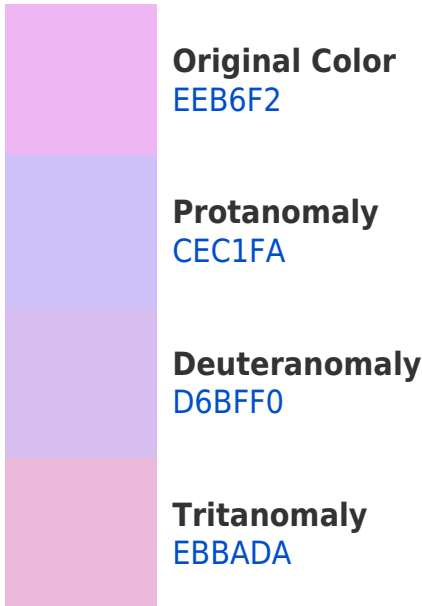 Original Color
EEB6F2
Protanomaly
CEC1FA
Deuteranomaly
D6BFF0
Tritanomaly
EBBADA